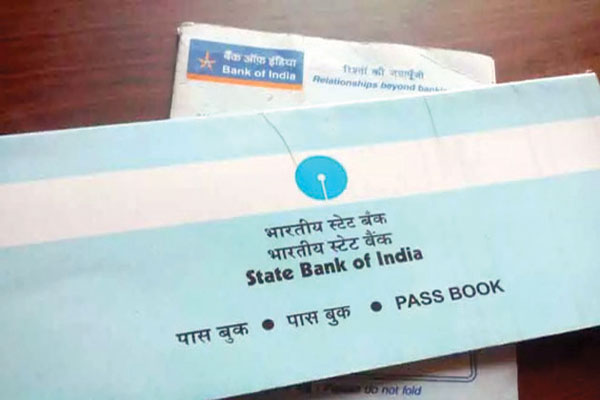 बैंक ऑफ़ इंडिया
Bank of India
रिश्तों की जमापूँजी
Relationships beyond
भारतीय स्टेट बँक
भारतीय स्टेट बैंक
State Bank of India
पास बुक ● पास बुक ● PASS BOOK
Please do not fold